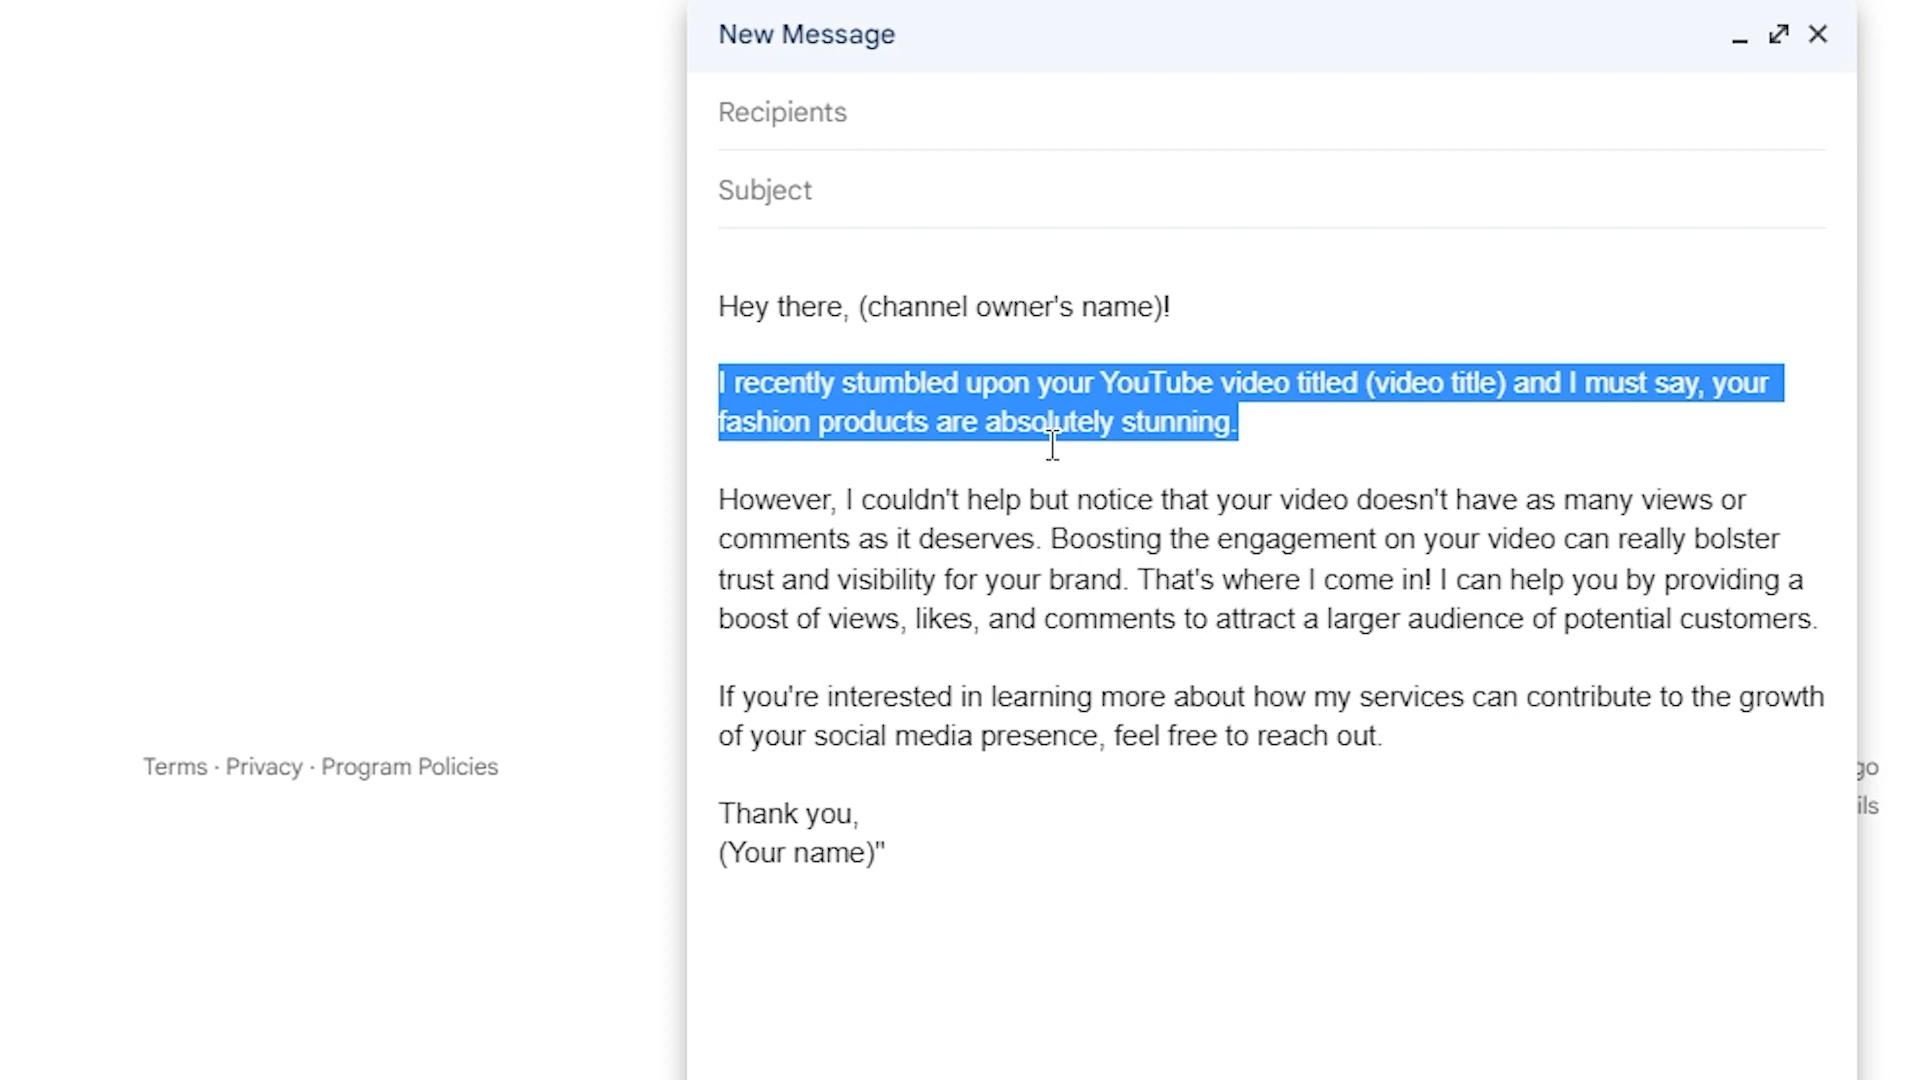 New Message
Recipients
Subject
Hey there, (channel owner's name)!
I recently stumbled upon your YouTube video titled (video title) and I must say, your
fashion products are absolutely stunning.
However, I couldn't help but notice that your video doesn't have as many views or
comments as it deserves. Boosting the engagement on your video can really bolster
trust and visibility for your brand. That's where I come in! I can help you by providing a
boost of views, likes, and comments to attract a larger audience of potential customers.
If you're interested in learning more about how my services can contribute to the growth
of your social media presence, feel free to reach out.
Thank you,
(Your name)"
Terms · Privacy · Program Policies